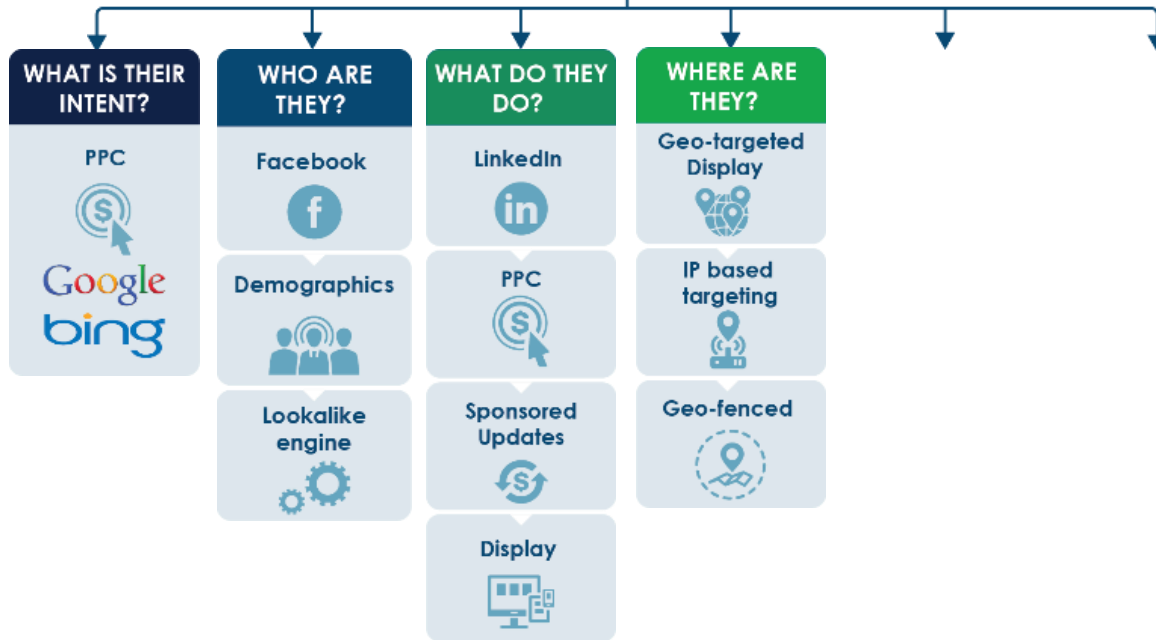 WHAT IS THEIR
INTENT?
PPC
$
Google
bing
WHO ARE
THEY?
Facebook
f
Demographics
Lookalike
engine
WHAT DO THEY
DO?
LinkedIn
in
PPC
$
Sponsored
Updates
$
Display
WHERE ARE
THEY?
Geo-targeted
Display
IP based
targeting
Geo-fenced